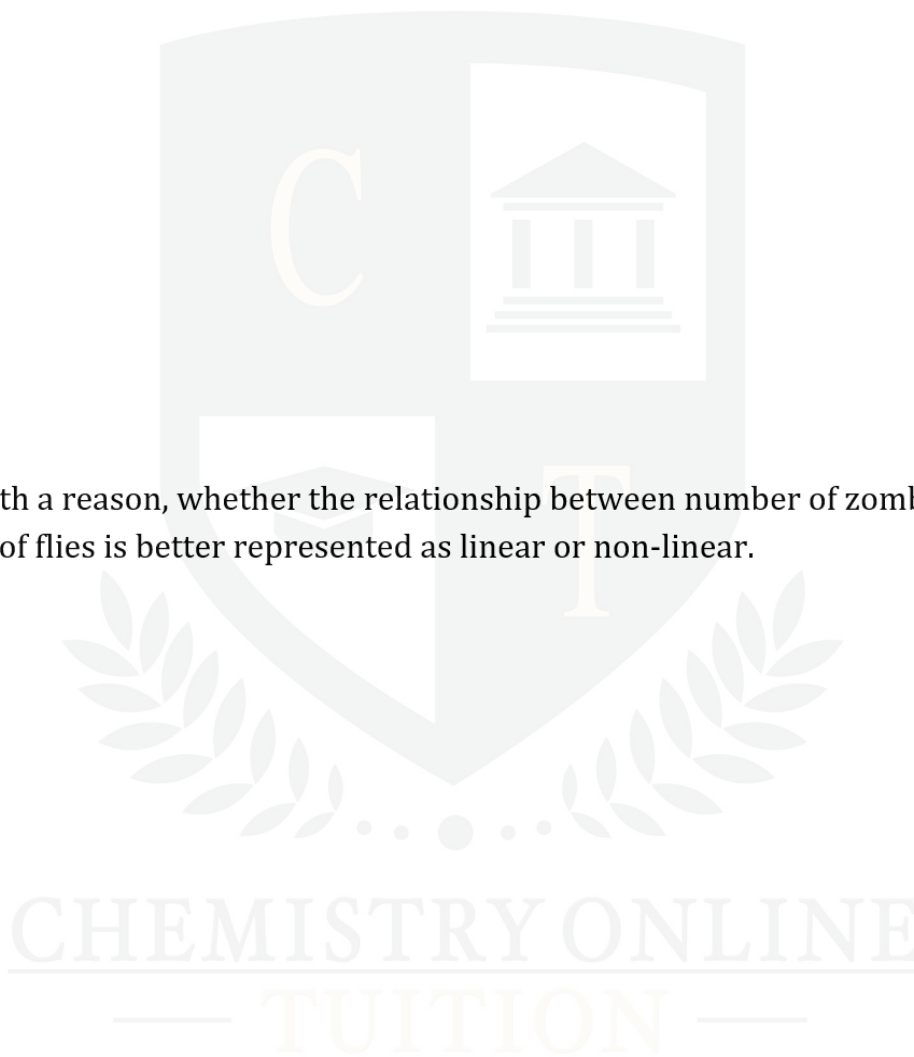 C
th a reason, whether the relationship between number of zomb
T
of flies is better represented as linear or non-linear.
CHEMISTRY ONLINE
TUITION